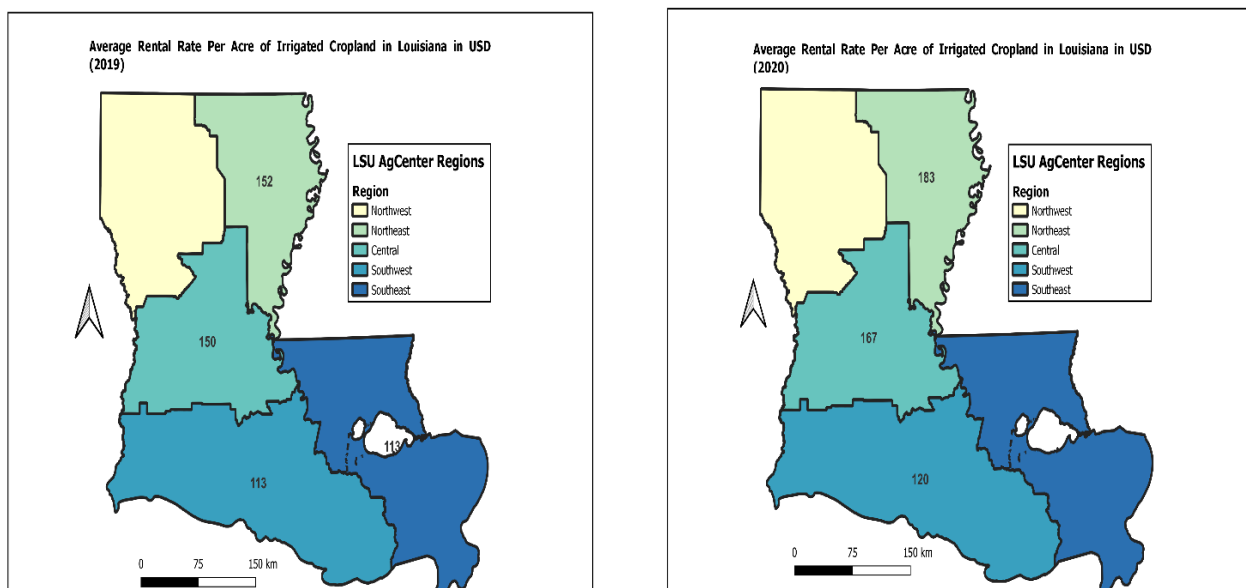 Average Rental Rate Per Acre of Irrigated Cropland in Louisiana in USD
(2019)
152
150
113
113
LSU AgCenter Regions
Region
Northwest
Northeast
Central
Southwest
Southeast
0 75 150 km
Average Rental Rate Per Acre of Irrigated Cropland in Louisiana in USD
(2020)
183
167
120
LSU AgCenter Regions
Region
Northwest
Northeast
Central
Southwest
Southeast
0 75 150 km